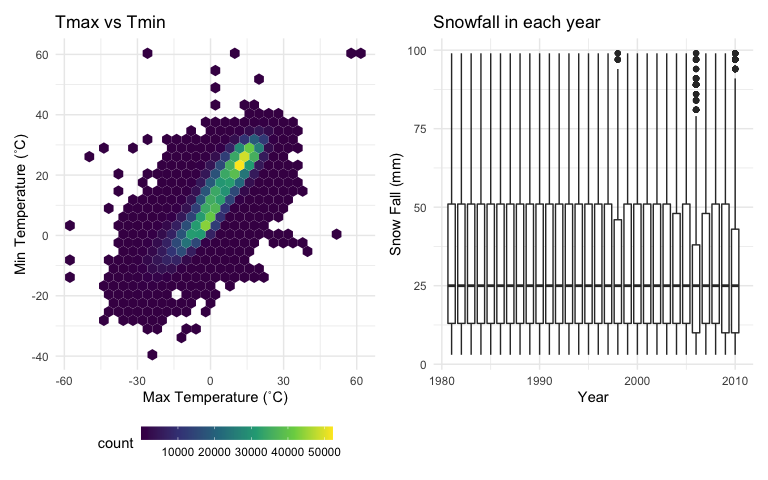 Tmax vs Tmin
60
40
20
0
-20
-40
Min Temperature (˚C)
-60 -30 0 30 60
Max Temperature (˚C)
count
10000 20000 30000 40000 50000
Snowfall in each year
100
75
50
25
0
Snow Fall (mm)
1980 1990 2000 2010
Year